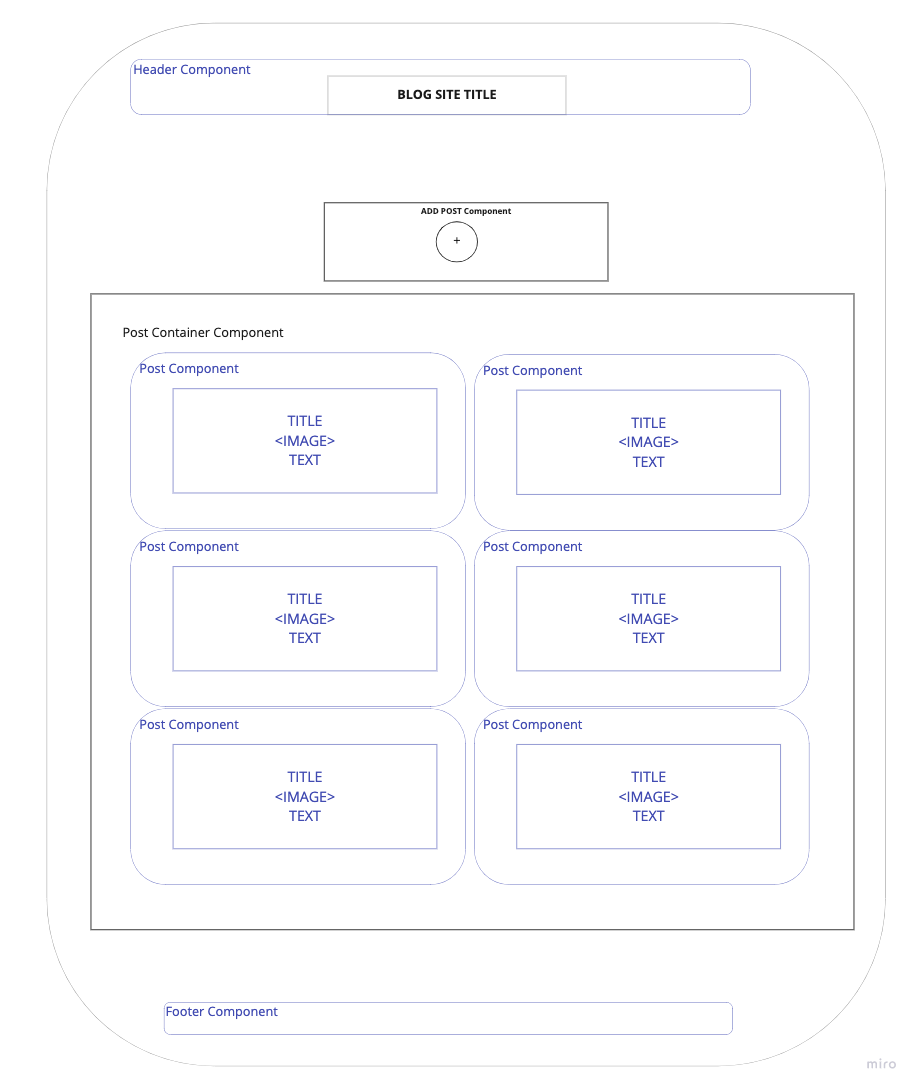 Header Component
BLOG SITE TITLE
ADD POST Component
+
Post Container Component
Post Component
TITLE
<IMAGE>
TEXT
Post Component
TITLE
<IMAGE>
TEXT
Post Component
TITLE
<IMAGE>
TEXT
Post Component
TITLE
<IMAGE>
TEXT
Post Component
TITLE
<IMAGE>
TEXT
Post Component
TITLE
<IMAGE>
TEXT
Footer Component
miro